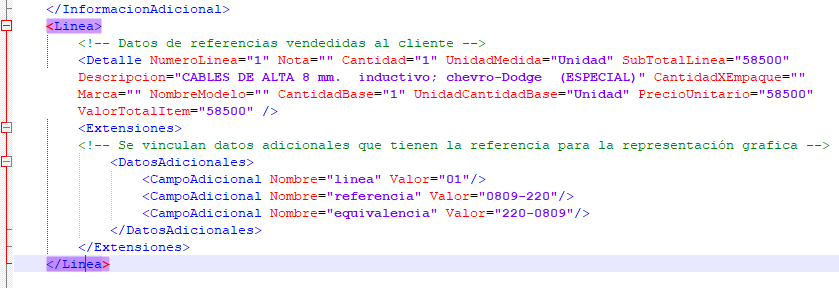 </InformacionAdicional>
<Linea>
<!-- Datos de referencias vendedidas al cliente -->
<Detalle NumeroLinea="1" Nota="" Cantidad="1" UnidadMedida="Unidad" SubTotalLinea="58500"
Descripcion="CABLES DE ALTA 8 mm.  inductivo; chevro-Dodge  (ESPECIAL)" CantidadXEmpaque=""
Marca="" NombreModelo="" CantidadBase="1" UnidadCantidadBase="Unidad" PrecioUnitario="58500"
ValorTotalItem="58500" />
<Extensiones>
<!-- Se vinculan datos adicionales que tienen la referencia para la representación grafica -->
<DatosAdicionales>
<CampoAdicional Nombre="linea" Valor="01"/>
<CampoAdicional Nombre="referencia" Valor="0809-220"/>
<CampoAdicional Nombre="equivalencia" Valor="220-0809"/>
</DatosAdicionales>
</Extensiones>
</Linea>